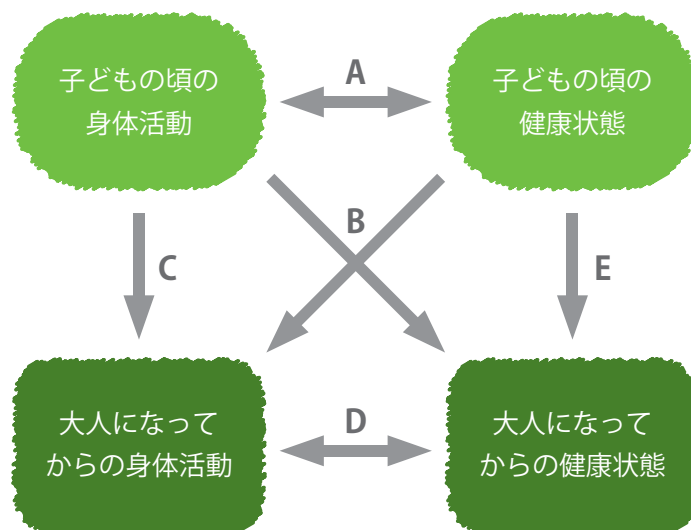 子どもの頃の
身体活動
A
子どもの頃の
健康状態
B
C
E
大人になって
からの身体活動
D
大人になって
からの健康状態